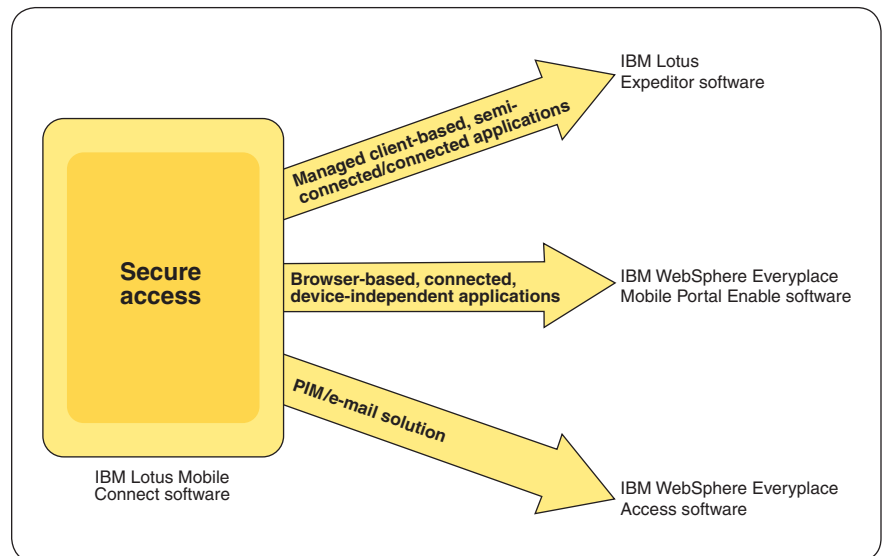 IBM Lotus
Expeditor software
Managed client-based, semi-
connected/connected applications
Secure
access
Browser-based, connected,
device-independent applications
IBM WebSphere Everyplace
Mobile Portal Enable software
PIM/e-mail solution
IBM Lotus Mobile
Connect software
IBM WebSphere Everyplace
Access software